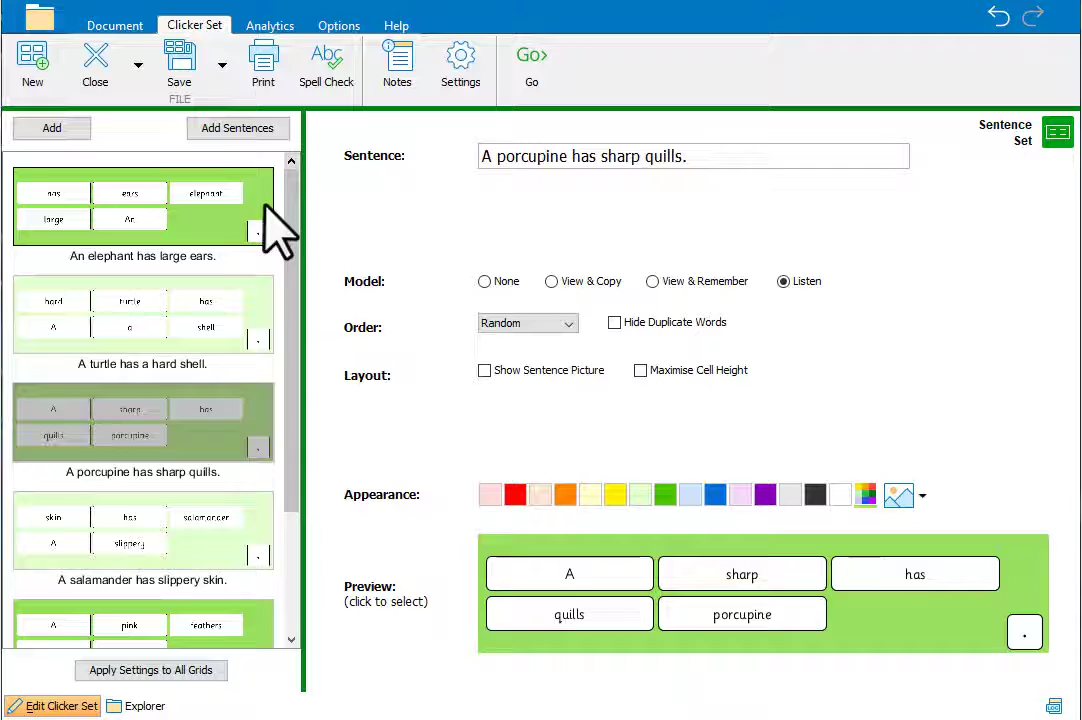 Document Clicker Set Analytics Options Help
New Close Save Print Spell Check Notes Settings Go
Abc Go>
FILE
Add Add Sentences
Sentence Set
Sentence: A porcupine has sharp quills.
has ears elephant
large An
.
An elephant has large ears.
hard turtle has
A a shell
.
A turtle has a hard shell.
A sharp has
quills porcupine
.
A porcupine has sharp quills.
skin has salamander
A slippery
.
A salamander has slippery skin.
A pink feathers
Apply Settings to All Grids
Model: None View & Copy View & Remember Listen
Order: Random Hide Duplicate Words
Layout: Show Sentence Picture Maximise Cell Height
Appearance:
Preview:
(click to select)
A sharp has
quills porcupine
.
Edit Clicker Set Explorer